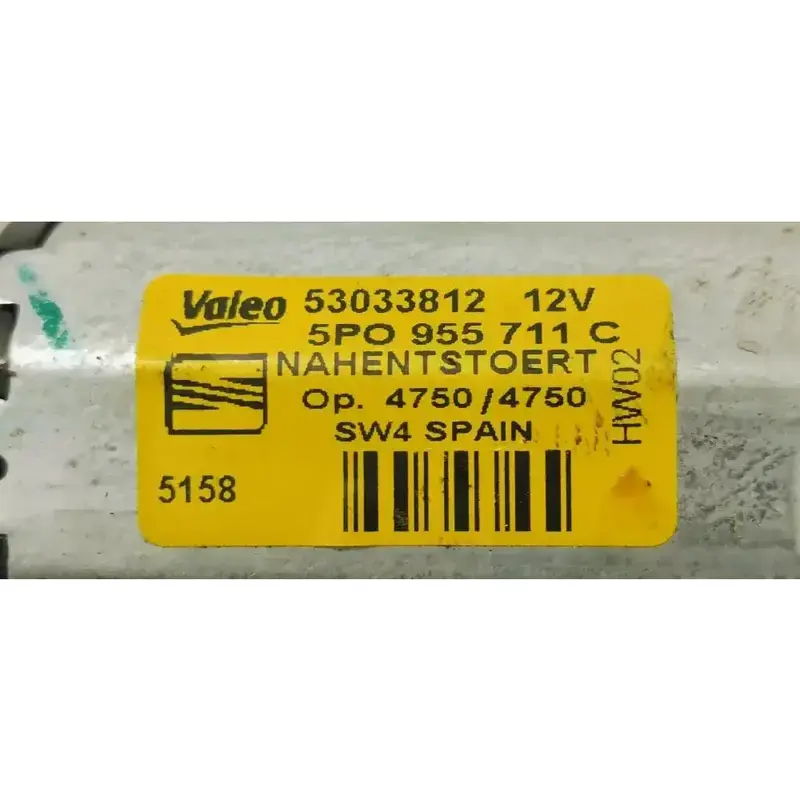 Valeo 53033812 12V
5PO 955 711 C
NAHENTSTOERT
Op. 4750/4750
SW4 SPAIN
HW02
5158